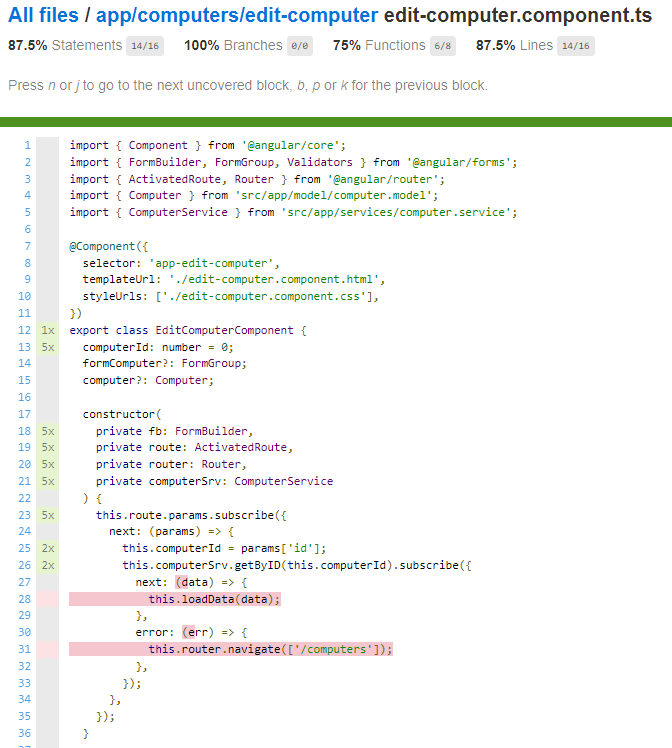 All files / app/computers/edit-computer edit-computer.component.ts
87.5% Statements 14/16 100% Branches 0/0 75% Functions 6/8 87.5% Lines 14/16
Press n or j to go to the next uncovered block, b, p or k for the previous block.
1 import { Component } from '@angular/core';
2 import { FormBuilder, FormGroup, Validators } from '@angular/forms';
3 import { ActivatedRoute, Router } from '@angular/router';
4 import { Computer } from 'src/app/model/computer.model';
5 import { ComputerService } from 'src/app/services/computer.service';
6
7 @Component({
8 selector: 'app-edit-computer',
9 templateUrl: './edit-computer.component.html',
10 styleUrls: ['./edit-computer.component.css'],
11 })
12 1x export class EditComputerComponent {
13 5x computerId: number = 0;
14 formComputer?: FormGroup;
15 computer?: Computer;
16
17 constructor(
18 5x private fb: FormBuilder,
19 5x private route: ActivatedRoute,
20 5x private router: Router,
21 5x private computerSrv: ComputerService
22 ) {
23 5x this.route.params.subscribe({
24 next: (params) => {
25 2x this.computerId = params['id'];
26 2x this.computerSrv.getByID(this.computerId).subscribe({
27 next: (data) => {
28 this.loadData(data);
29 },
30 error: (err) => {
31 this.router.navigate(['/computers']);
32 },
33 });
34 },
35 });
36 }